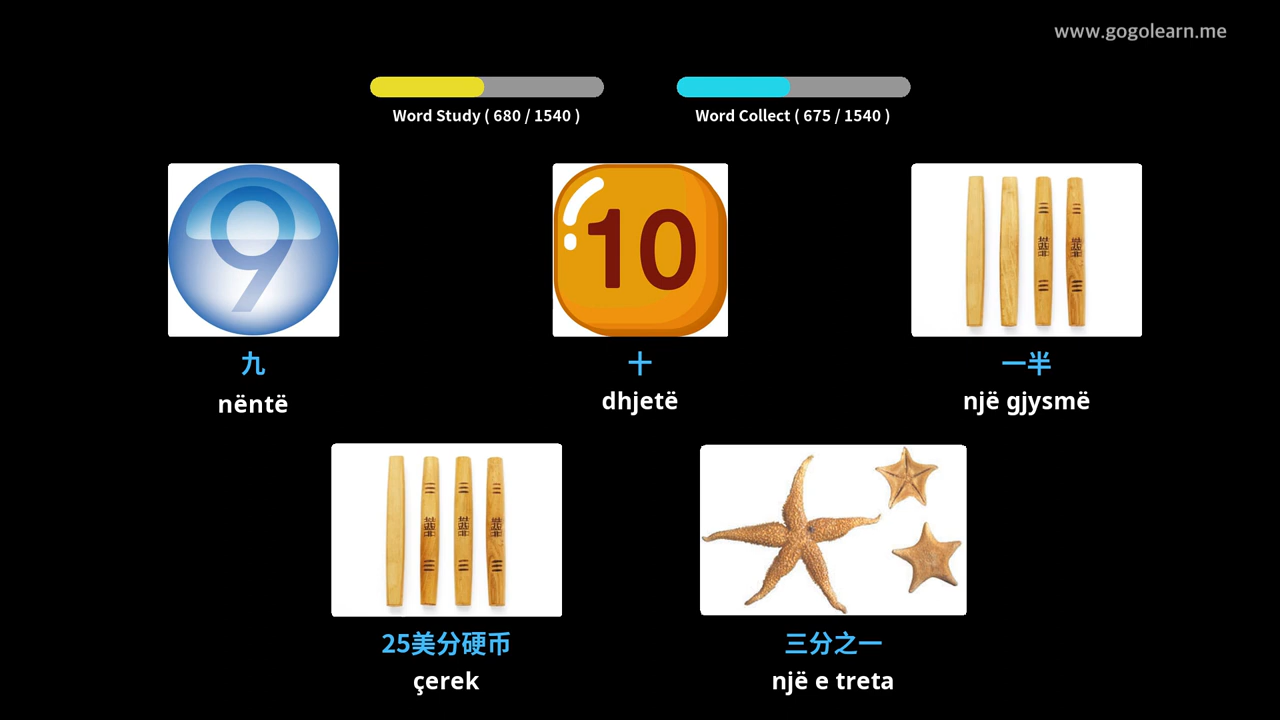 www.gogolearn.me
Word Study ( 680 / 1540 )
Word Collect ( 675 / 1540 )
9
10
九
十
一半
nëntë
dhjetë
një gjysmë
25美分硬币
三分之一
çerek
një e treta